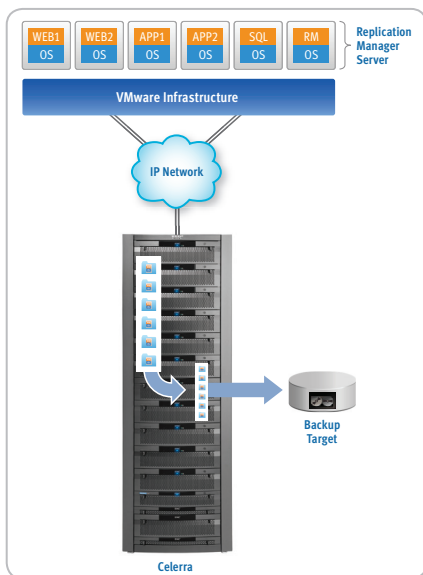 WEB1 WEB2 APP1 APP2 SQL RM
OS OS OS OS OS OS
Replication
Manager
Server
VMware Infrastructure
IP Network
Backup
Target
Celerra